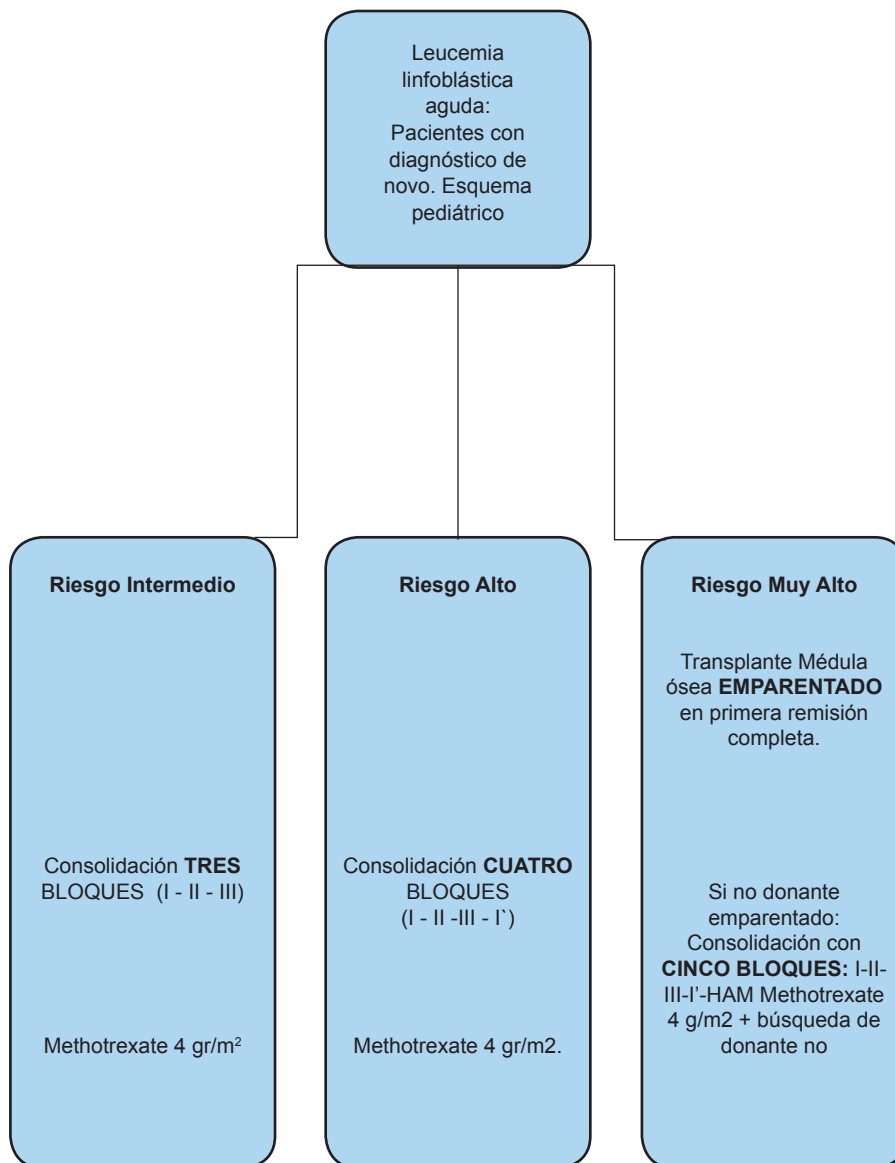 Leucemia
linfoblástica
aguda:
Pacientes con
diagnóstico de
novo. Esquema
pediátrico
Riesgo Intermedio
Consolidación TRES
BLOQUES (I - II - III)
Methotrexate 4 gr/m²
Riesgo Alto
Consolidación CUATRO
BLOQUES
(I - II -III - I`)
Methotrexate 4 gr/m2.
Riesgo Muy Alto
Transplante Médula
ósea EMPARENTADO
en primera remisión
completa.
Si no donante
emparentado:
Consolidación con
CINCO BLOQUES: I-II-
III-I’-HAM Methotrexate
4 g/m2 + búsqueda de
donante no